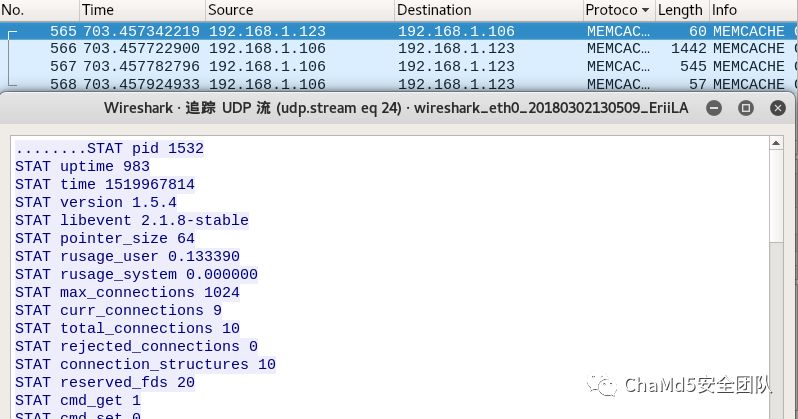 No. Time Source Destination Protoco Length Info
565 703.457342219 192.168.1.123 192.168.1.106 MEMCAC… 60 MEMCACHE
566 703.457722900 192.168.1.106 192.168.1.123 MEMCAC… 1442 MEMCACHE
567 703.457782796 192.168.1.106 192.168.1.123 MEMCAC… 545 MEMCACHE
568 703.457924933 192.168.1.106 192.168.1.123 MEMCAC… 57 MEMCACHE
Wireshark · 追踪 UDP 流 (udp.stream eq 24) · wireshark_eth0_20180302130509_EriiLA
........STAT pid 1532
STAT uptime 983
STAT time 1519967814
STAT version 1.5.4
STAT libevent 2.1.8-stable
STAT pointer_size 64
STAT rusage_user 0.133390
STAT rusage_system 0.000000
STAT max_connections 1024
STAT curr_connections 9
STAT total_connections 10
STAT rejected_connections 0
STAT connection_structures 10
STAT reserved_fds 20
STAT cmd_get 1
STAT cmd_set 0
ChaMd5安全团队